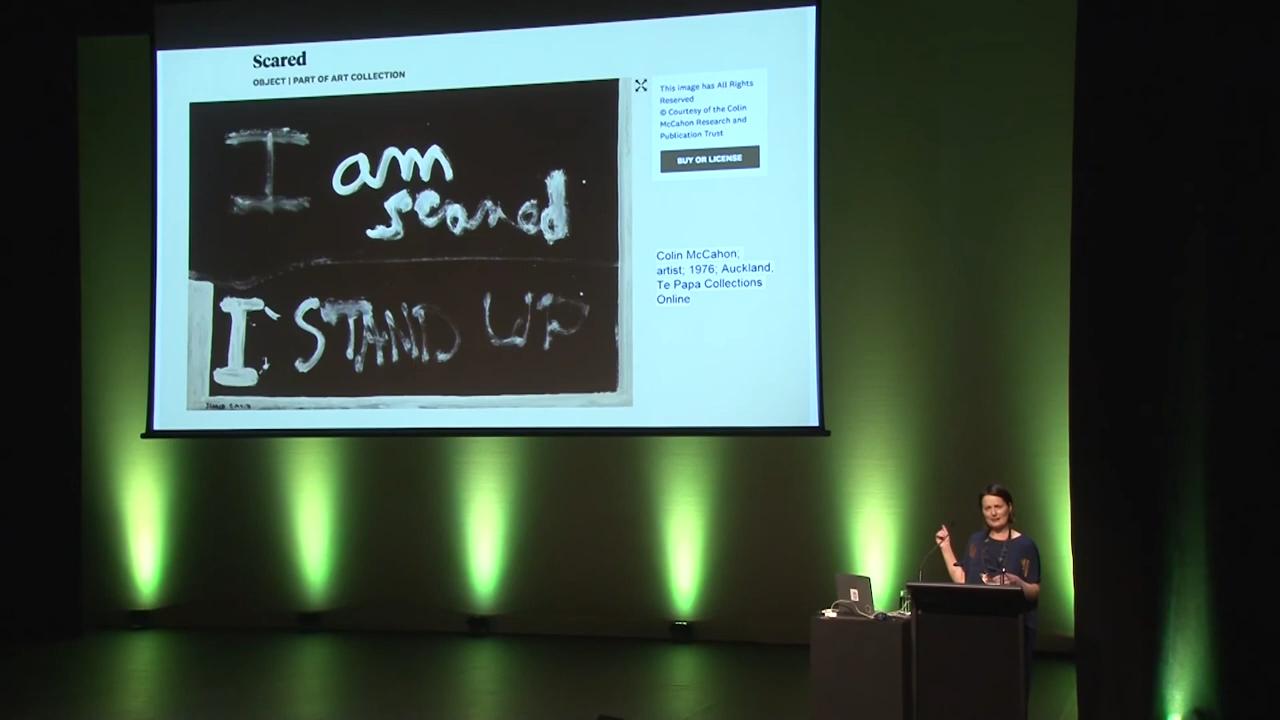 Scared
OBJECT | PART OF ART COLLECTION
I am
scared
I STAND UP
This image has All Rights
Reserved
© Courtesy of the Colin
McCahon Research and
Publication Trust
BUY OR LICENSE
Colin McCahon;
artist; 1976; Auckland.
Te Papa Collections
Online